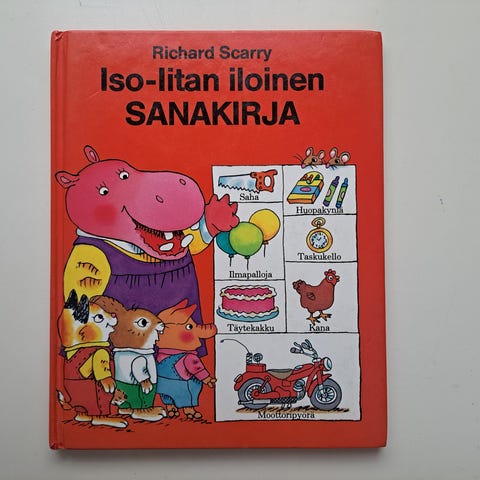 Richard Scarry
Iso-Iitan iloinen
SANAKIRJA
Saha
Huopakyniä
Ilmapalloja
Taskukello
Täytekakku
Kana
Moottoripyörä